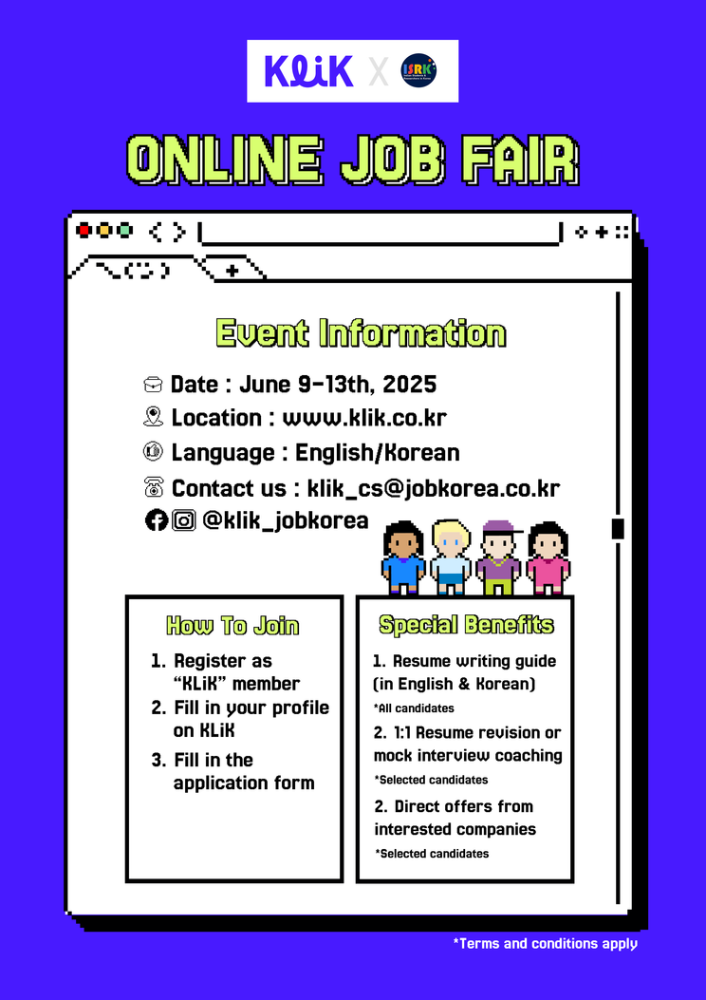 KLiK X ISRK
ONLINE JOB FAIR
Event Information
Date : June 9-13th, 2025
Location : www.klik.co.kr
Language : English/Korean
Contact us : klik_cs@jobkorea.co.kr
@klik_jobkorea
How To Join
1. Register as
“KLiK” member
2. Fill in your profile
on KLiK
3. Fill in the
application form
Special Benefits
1. Resume writing guide
(in English & Korean)
*All candidates
2. 1:1 Resume revision or
mock interview coaching
*Selected candidates
2. Direct offers from
interested companies
*Selected candidates
*Terms and conditions apply